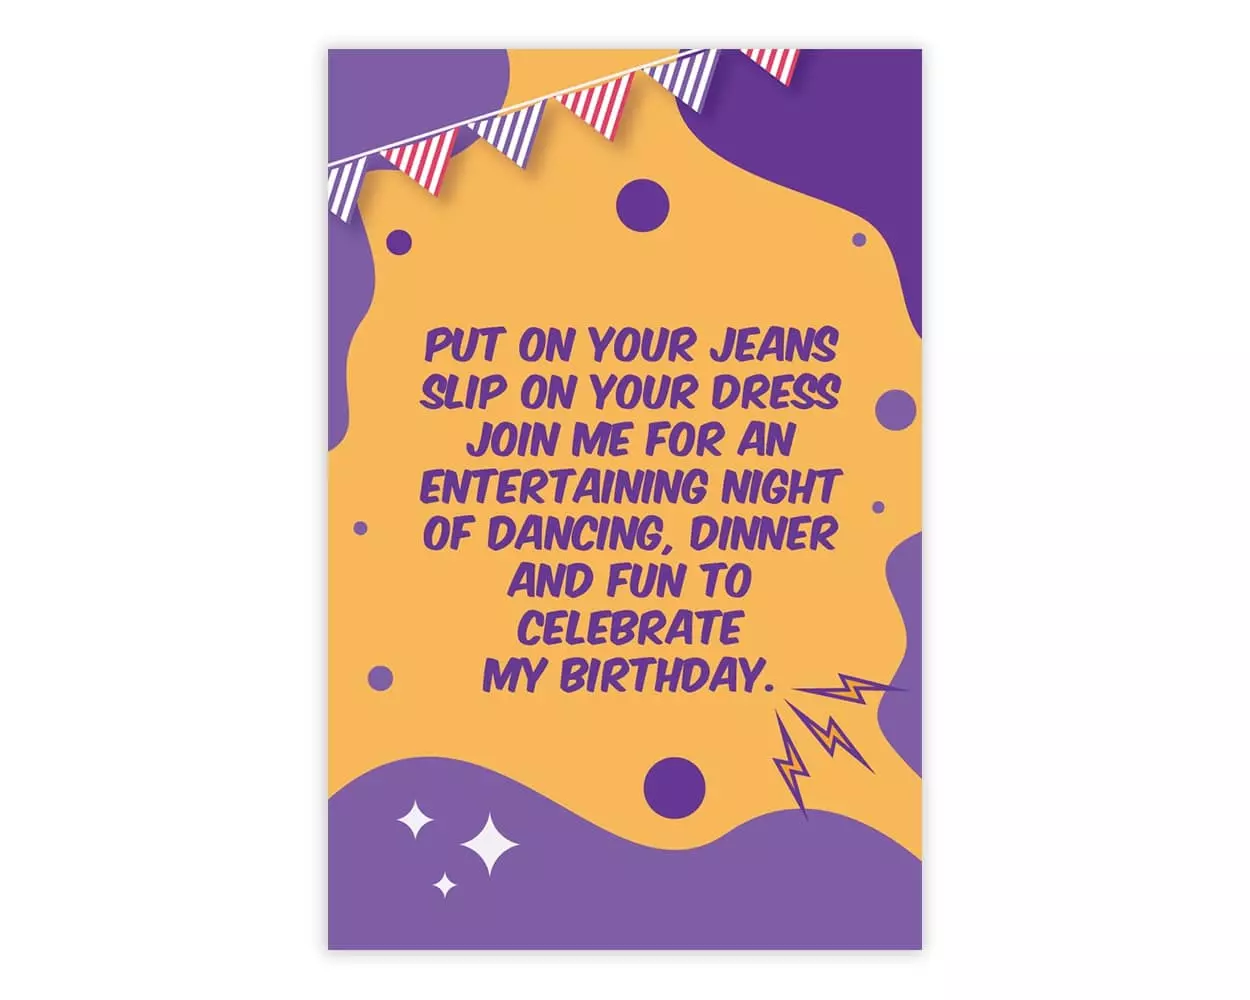 PUT ON YOUR JEANS
SLIP ON YOUR DRESS
JOIN ME FOR AN
ENTERTAINING NIGHT
OF DANCING, DINNER
AND FUN TO
CELEBRATE
MY BIRTHDAY.